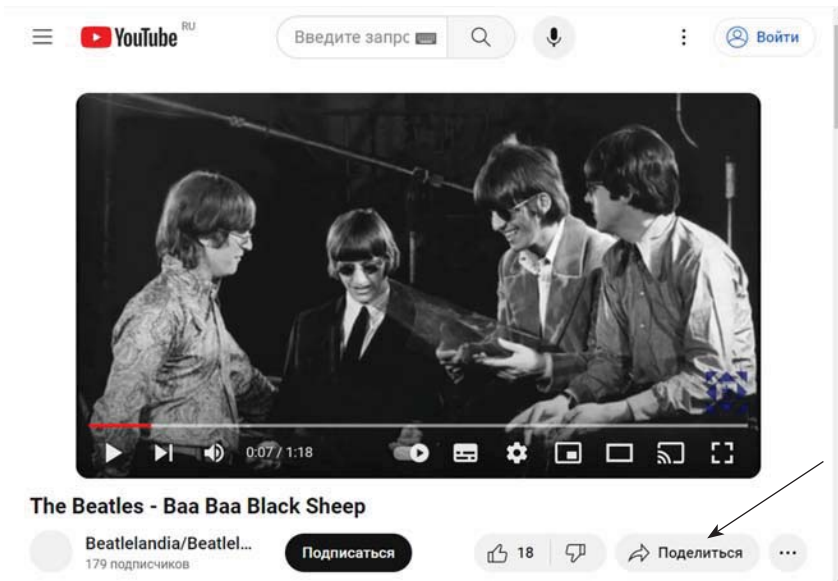 YouTube RU
Введите запрс
Войти
0:07 / 1:18
The Beatles - Baa Baa Black Sheep
Beatlelandia/Beatlel...
179 подписчиков
Подписаться
18
Поделиться